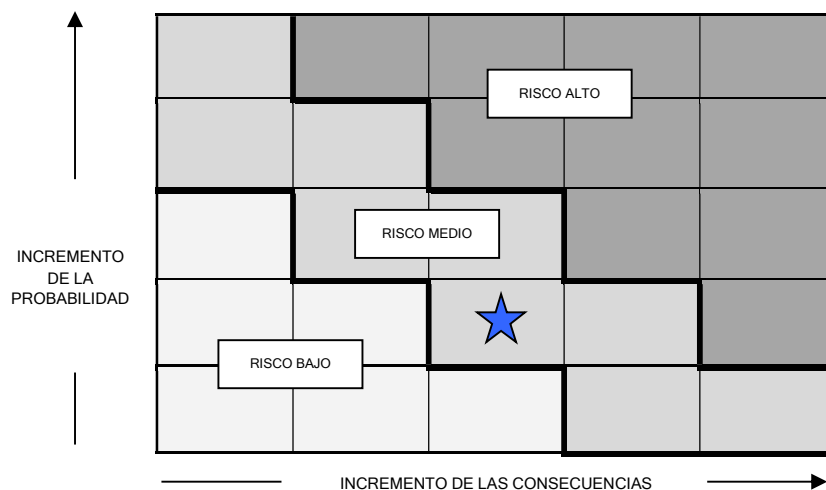 RISCO ALTO
RISCO MEDIO
INCREMENTO
DE LA
PROBABILIDAD
RISCO BAJO
INCREMENTO DE LAS CONSECUENCIAS